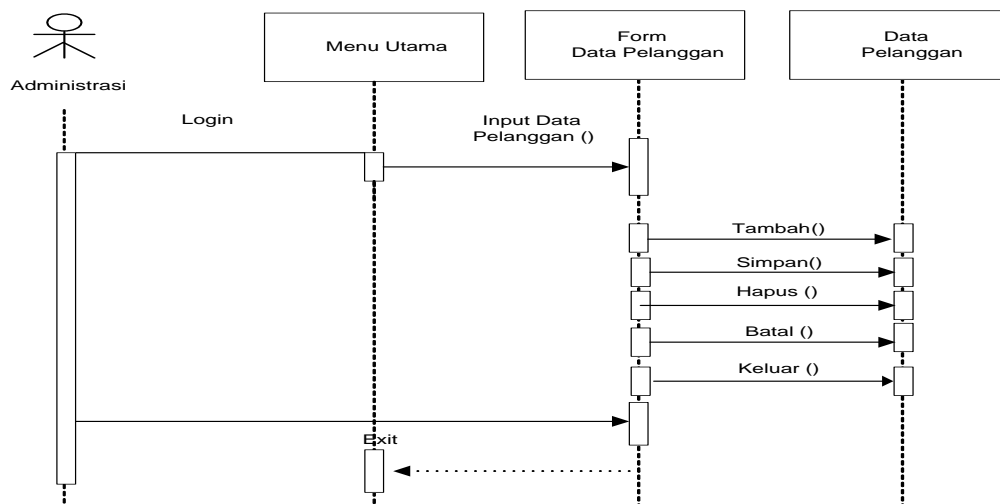 Administrasi
Menu Utama
Form
Data Pelanggan
Data
Pelanggan
Login
Input Data
Pelanggan ()
Tambah()
Simpan()
Hapus ()
Batal ()
Keluar ()
Exit